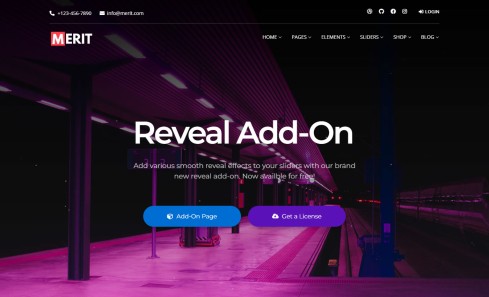 +123-456-7890 info@merit.com LOGIN
MERIT HOME PAGES ELEMENTS SLIDERS SHOP BLOG
Reveal Add-On
Add various smooth reveal effects to your sliders with our brand
new reveal add-on. Now availble for free!
Add-On Page Get a License